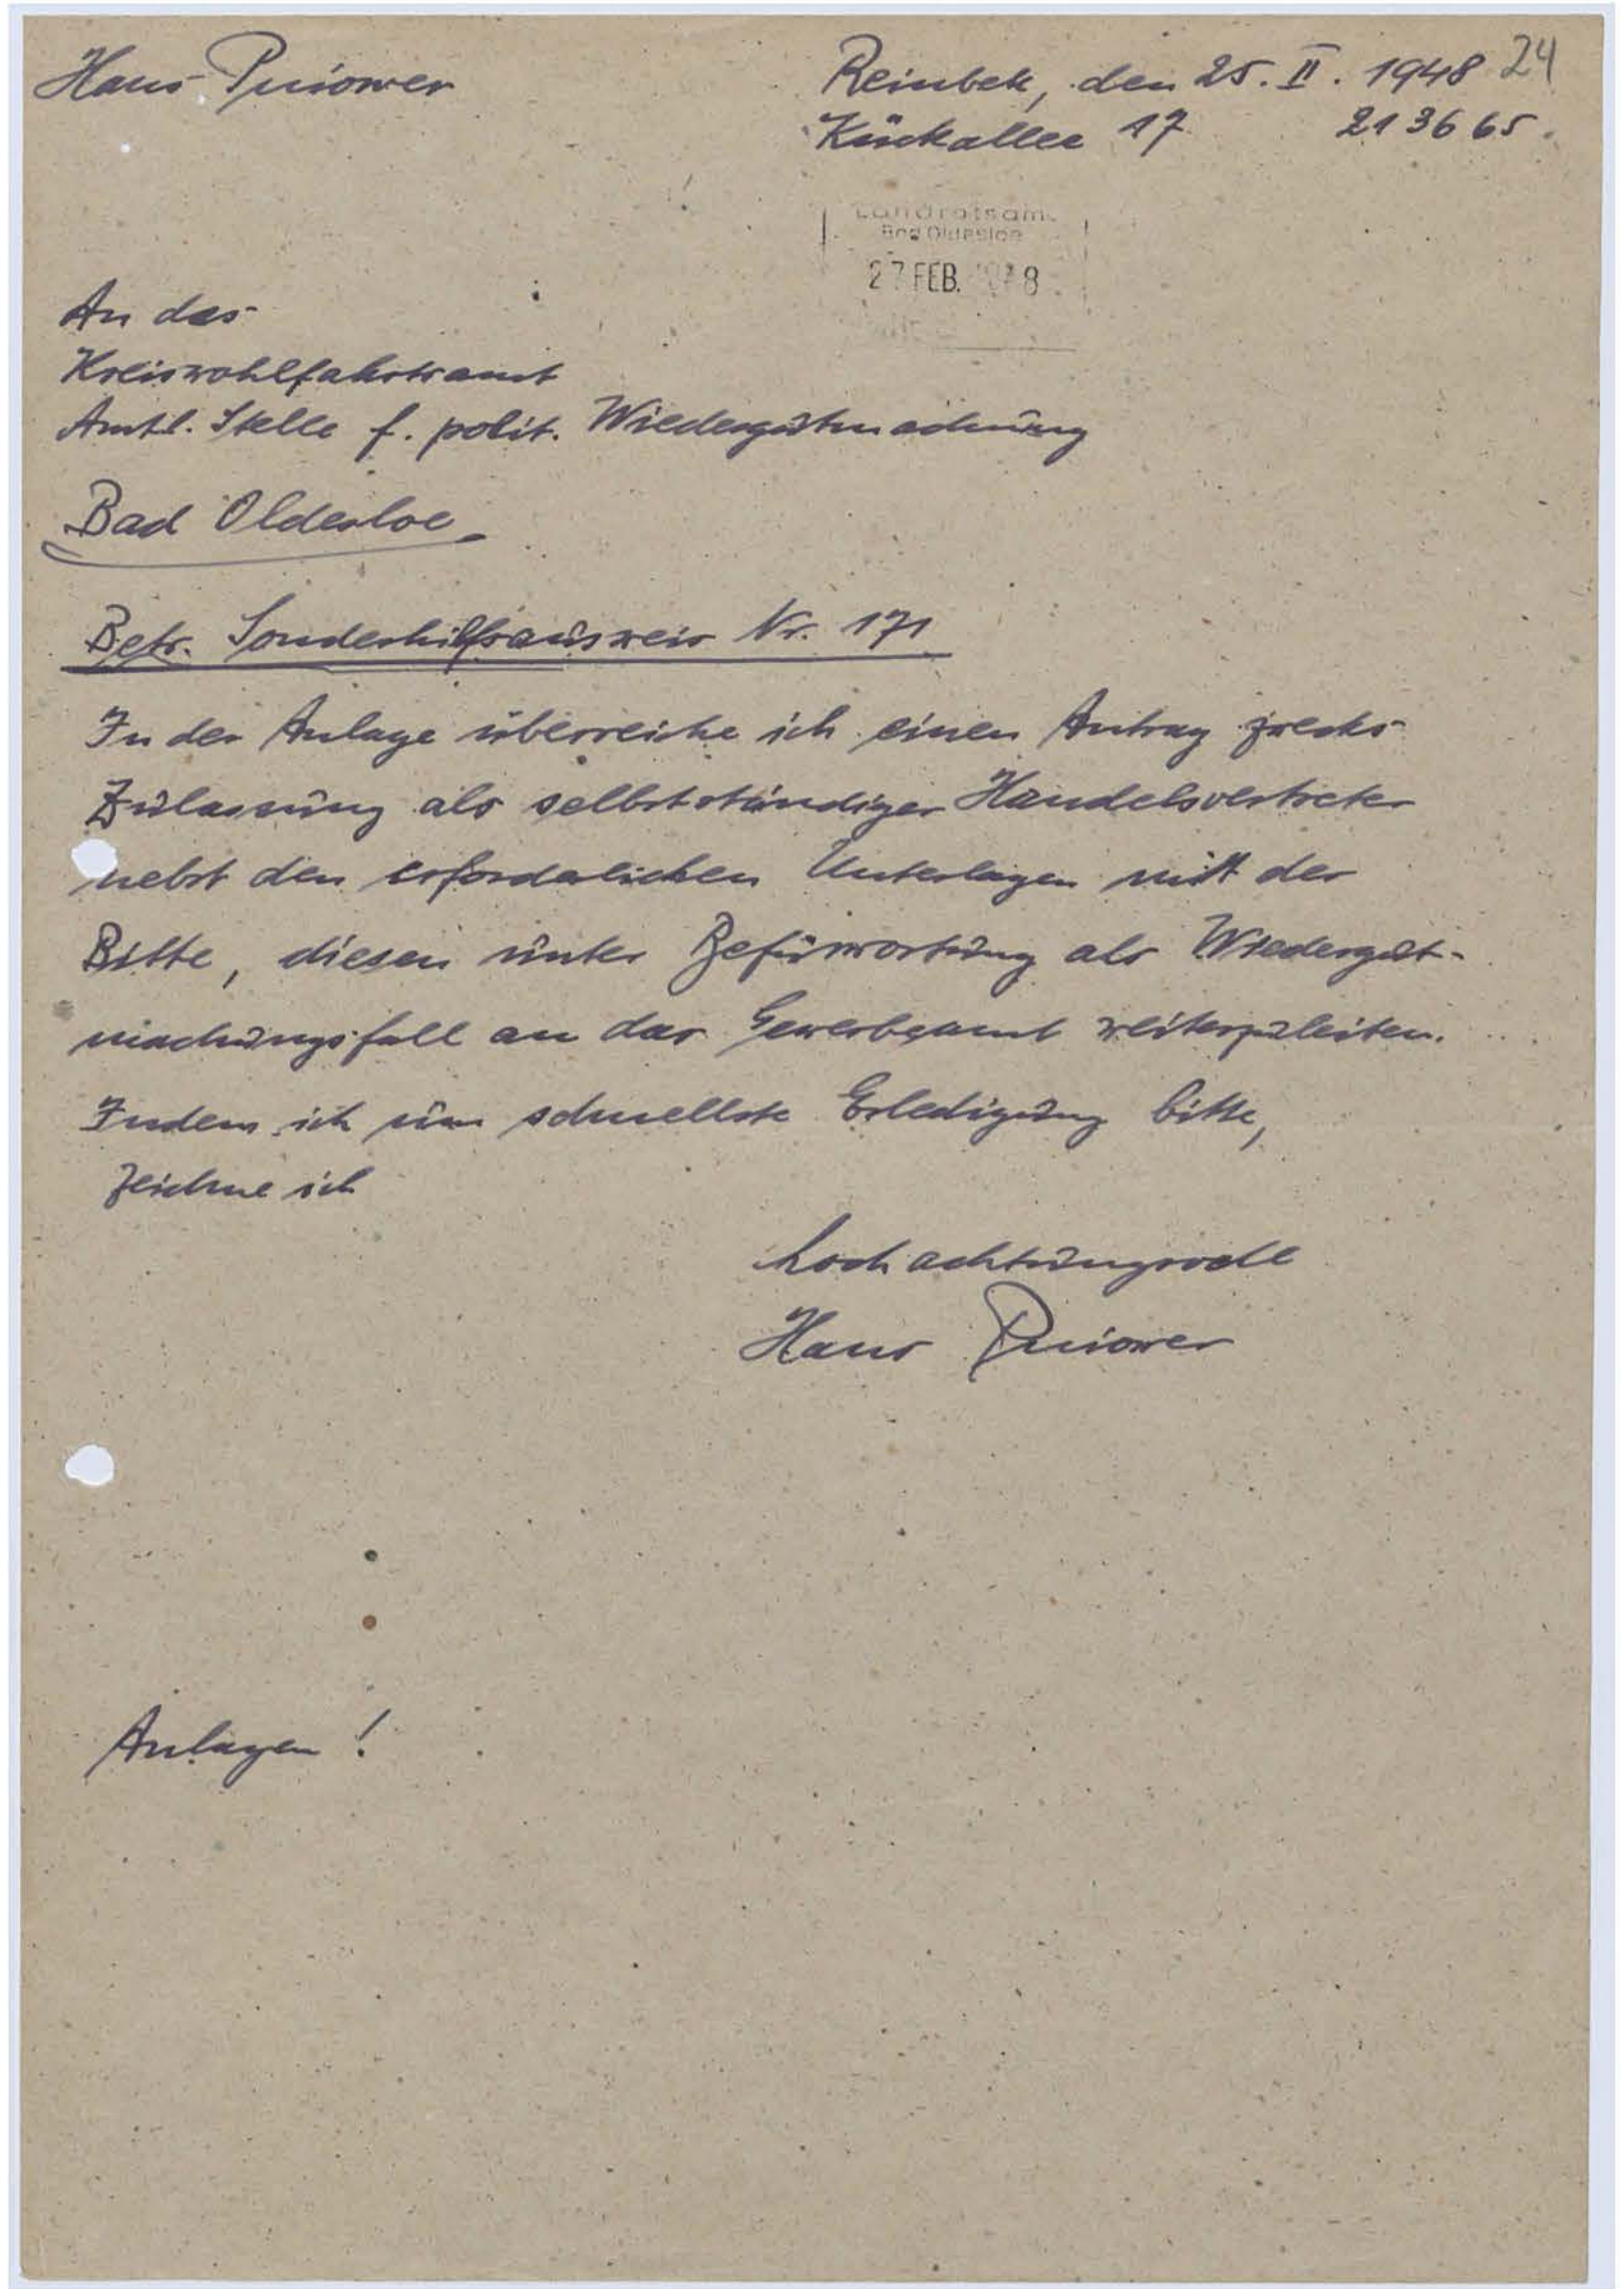 Hans Pniower
Reinbek, den 25. II. 1948 24
Kückallee 17 213665.
Landratsamt
Bad Oldesloe
27 FEB. 1948
An das
Kreiswohlfahrtsamt
Amtl. Stelle f. polit. Wiedergutmachung
Bad Oldesloe
Betr. Sonderhilfsausweis Nr. 171
In der Anlage überreiche ich einen Antrag zwecks
Zulassung als selbstständiger Handelsvertreter
nebst den erforderlichen Unterlagen mit der
Bitte, diesen unter Befürwortung als Wiedergut-
machungsfall an das Gewerbeamt weiterzuleiten.
Indem ich um schnellste Erledigung bitte,
zeichne ich
hochachtungsvoll
Hans Pniower
Anlagen !